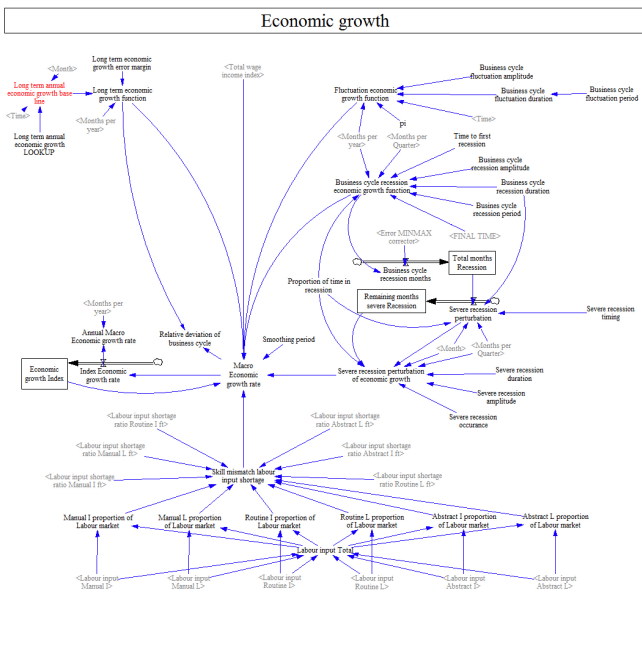 Economic growth
Long term economic
growth error margin
<Month>
Long term annual
economic growth base
line
Long term economic
growth function
<Time>
<Months per
year>
Long term annual
economic growth
LOOKUP
<Total wage
income index>
Fluctuation economic
growth function
Business cycle
fluctuation amplitude
Business cycle
fluctuation duration
Business cycle
fluctuation period
<Time>
pi
<Months per
year>
<Months per
Quarter>
Time to first
recession
Business cycle
recession amplitude
Business cycle recession
economic growth function
Business cycle
recession duration
Business cycle
recession period
<Error MINMAX
corrector>
<FINAL TIME>
Total months
Recession
Business cycle
recession months
Proportion of time in
recession
Remaining months
severe Recession
Severe recession
perturbation
Severe recession
timing
<Months per
year>
Annual Macro
Economic growth rate
Relative deviation of
business cycle
Smoothing period
<Month>
<Months per
Quarter>
Economic
growth Index
Index Economic
growth rate
Macro
Economic
growth rate
Severe recession perturbation
of economic growth
Severe recession
duration
Severe recession
amplitude
Severe recession
occurance
<Labour input shortage
ratio Routine I ft>
<Labour input shortage
ratio Abstract L ft>
<Labour input shortage
ratio Manual L ft>
<Labour input shortage
ratio Abstract I ft>
<Labour input shortage
ratio Manual I ft>
Skill mismatch labour
input shortage
<Labour input shortage
ratio Routine L ft>
Manual I proportion of
Labour market
Manual L proportion
of Labour market
Routine I proportion of
Labour market
Routine L proportion
of Labour market
Abstract I proportion
of Labour market
Abstract L proportion
of Labour market
Labour input Total
<Labour input
Manual I>
<Labour input
Manual L>
<Labour input
Routine I>
<Labour input
Routine L>
<Labour input
Abstract I>
<Labour input
Abstract L>